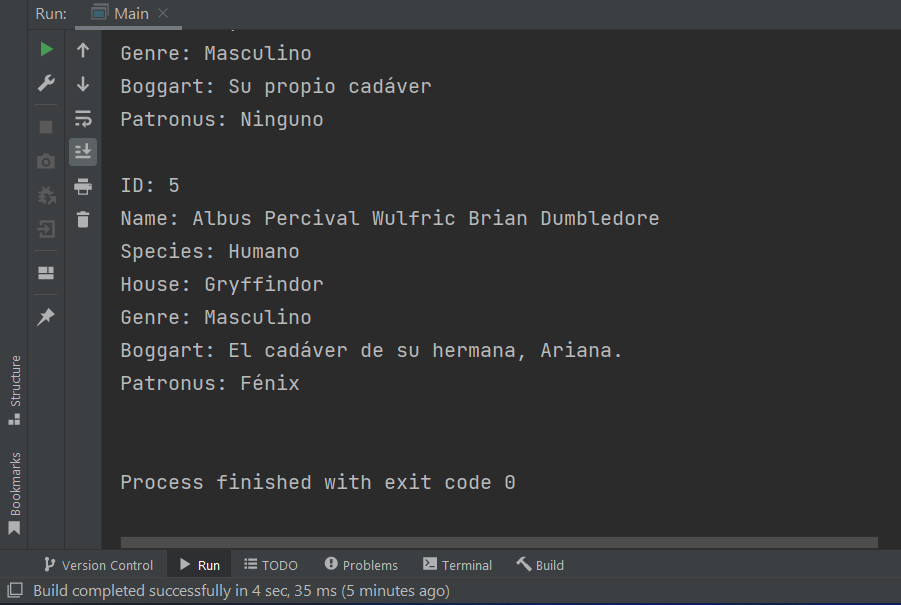 Run:
Main
Genre: Masculino
Boggart: Su propio cadáver
Patronus: Ninguno
ID: 5
Name: Albus Percival Wulfric Brian Dumbledore
Species: Humano
House: Gryffindor
Genre: Masculino
Boggart: El cadáver de su hermana, Ariana.
Patronus: Fénix
Process finished with exit code 0
Structure
Bookmarks
Version Control
Run
TODO
Problems
Terminal
Build
Build completed successfully in 4 sec, 35 ms (5 minutes ago)